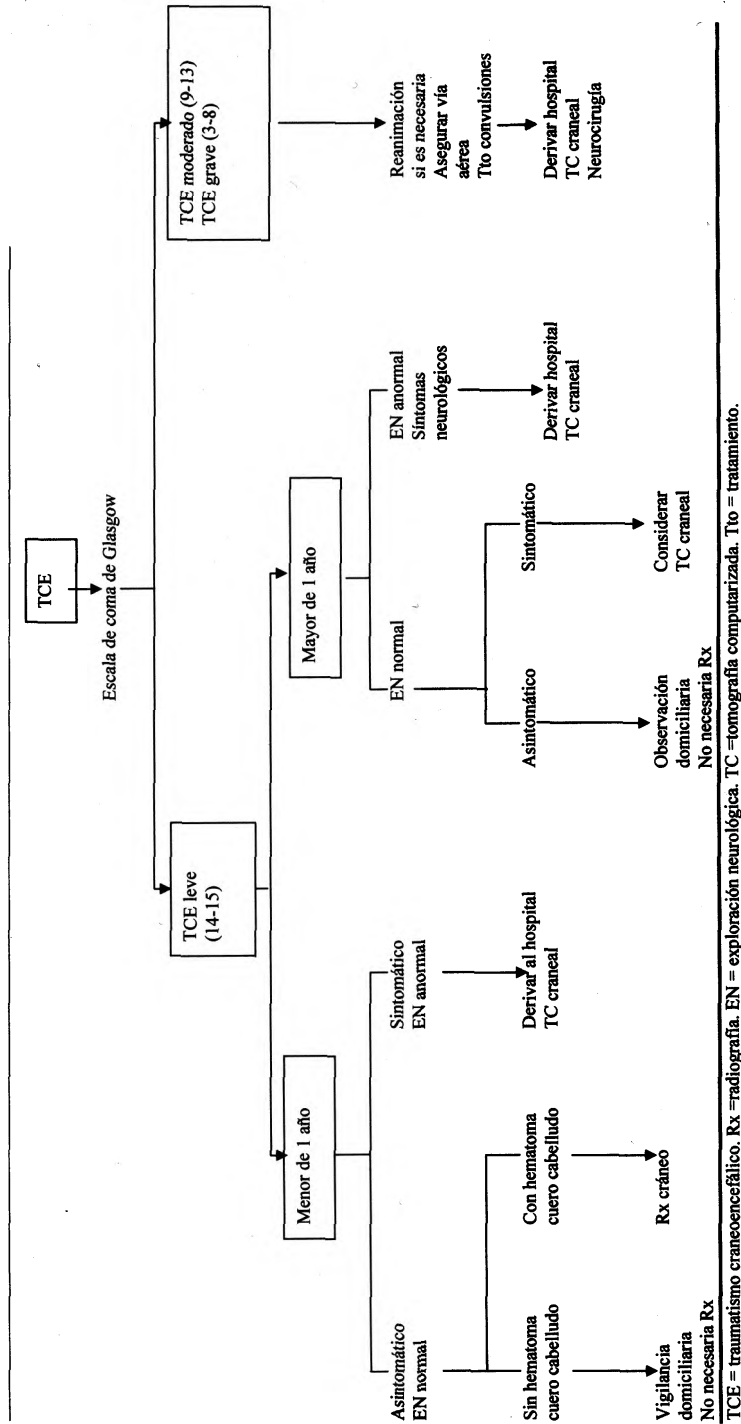 TCE
Escala de coma de Glasgow
TCE leve
(14-15)
TCE moderado (9-13)
TCE grave (3-8)
Menor de 1 año
Mayor de 1 año
Reanimación
si es necesaria
Asegurar vía
aérea
Tto convulsiones
Asintomático
EN normal
Sintomático
EN anormal
EN normal
EN anormal
Síntomas
neurológicos
Derivar hospital
TC craneal
Neurocirugía
Sin hematoma
cuero cabelludo
Con hematoma
cuero cabelludo
Derivar al hospital
TC craneal
Asintomático
Sintomático
Derivar hospital
TC craneal
Vigilancia
domiciliaria
No necesaria Rx
Rx cráneo
Observación
domiciliaria
No necesaria Rx
Considerar
TC craneal
TCE = traumatismo craneoencefálico. Rx =radiografía. EN = exploración neurológica. TC =tomografía computarizada. Tto = tratamiento.